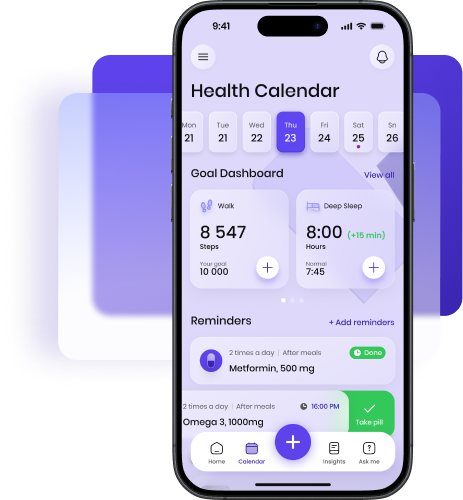 9:41
Health Calendar
Mon Tue Wed Thu Fri Sat Sn
21 21 22 23 24 25 26
Goal Dashboard View all
Walk Deep Sleep
8 547 8:00 (+15 min)
Steps Hours
Your goal Normal
10 000 7:45
Reminders + Add reminders
2 times a day | After meals Done
Metformin, 500 mg
2 times a day | After meals 16:00 PM
Omega 3, 1000mg Take pill
Home Calendar Insights Ask me